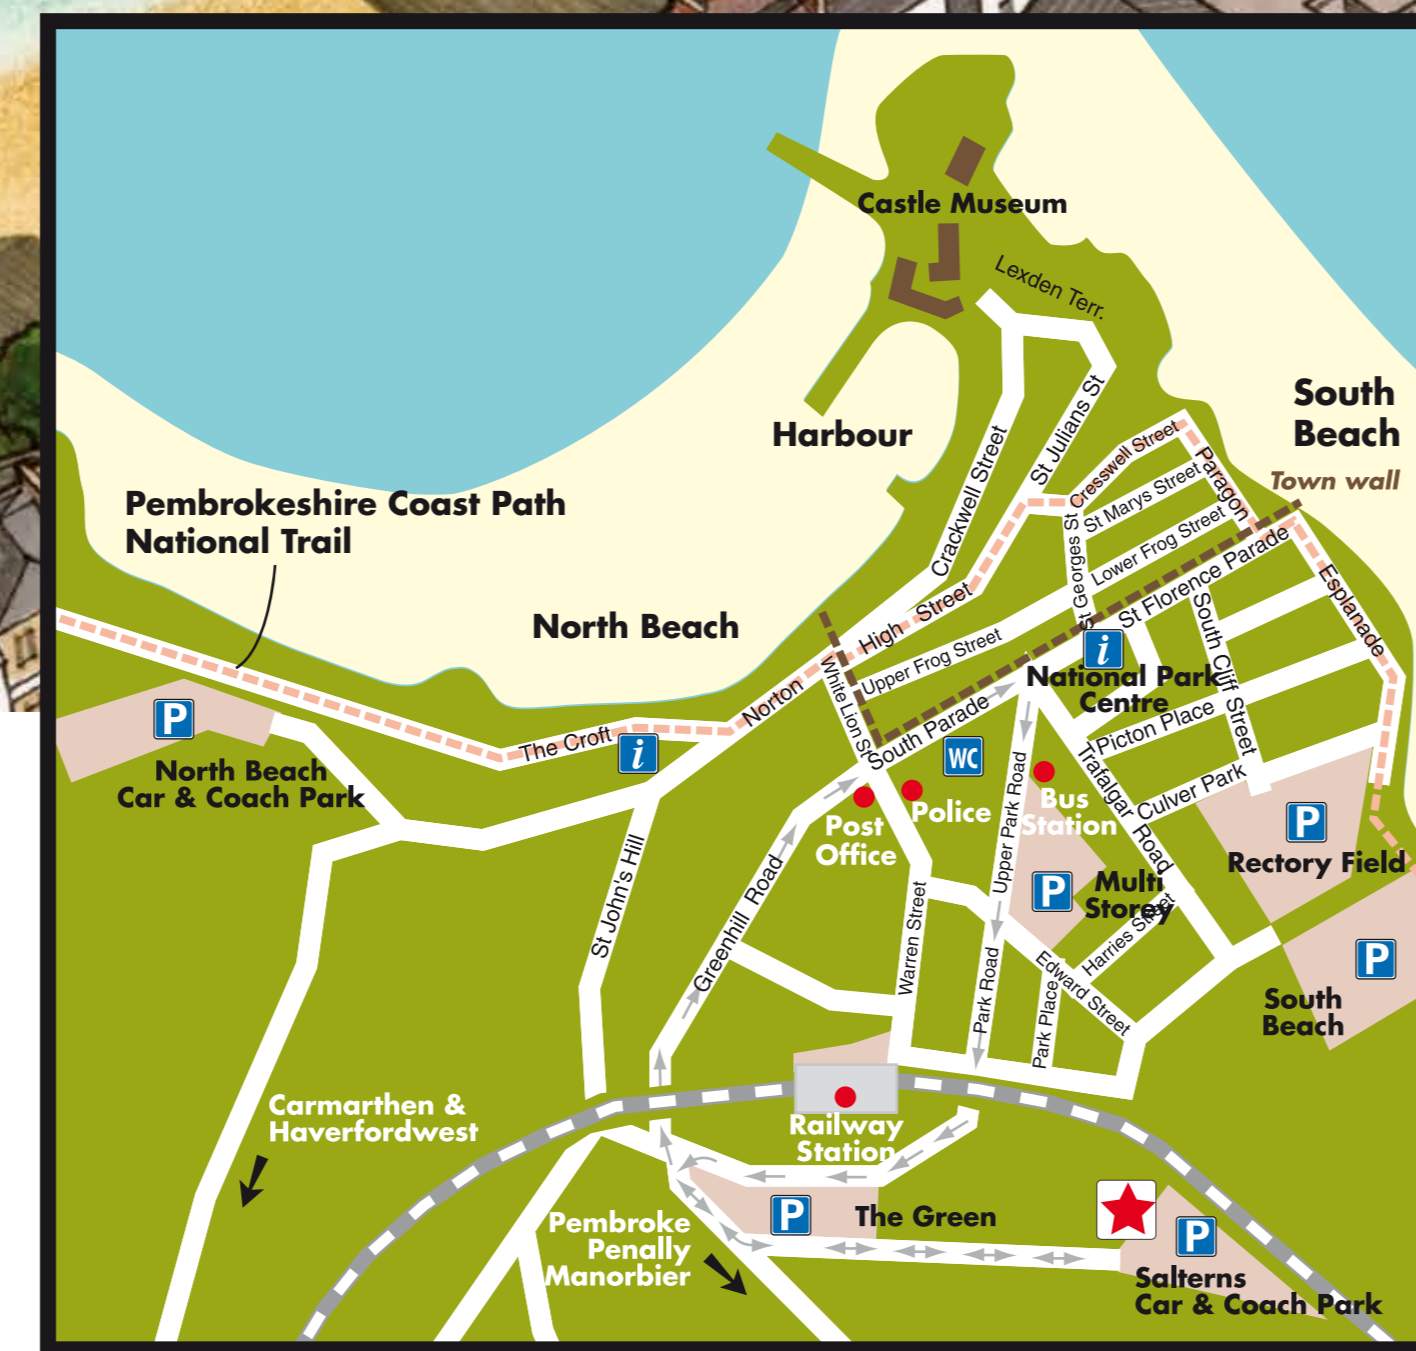 Castle Museum
Lexden Terr.
South
Beach
Town wall
Harbour
Crackwell Street
St Julians St
Cresswell Street
St Marys Street
Paragon
Lower Frog Street
St Georges St
St Florence Parade
Esplanade
South Cliff Street
Pembrokeshire Coast Path
National Trail
North Beach
High Street
Upper Frog Street
White Lion St
Norton
The Croft
i
i
National Park
Centre
South Parade
Picton Place
Culver Park
Trafalgar Road
P
North Beach
Car & Coach Park
WC
Police
Post
Office
Bus
Station
Upper Park Road
P
Multi
Storey
Harries Street
P
Rectory Field
P
South
Beach
St John's Hill
Greenhill Road
Warren Street
Park Road
Park Place
Edward Street
Carmarthen &
Haverfordwest
Railway
Station
P
The Green
Pembroke
Penally
Manorbier
P
Salterns
Car & Coach Park